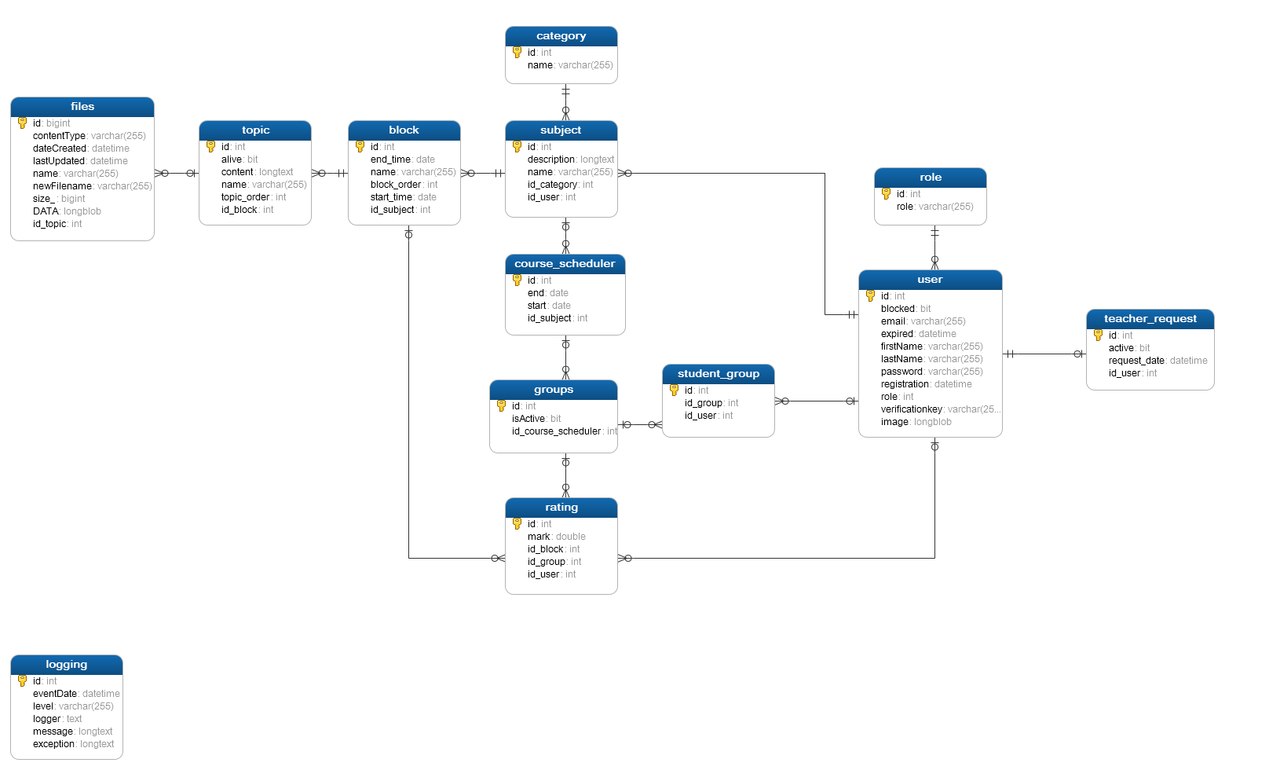 category
id: int
name: varchar(255)
files
id: bigint
contentType: varchar(255)
dateCreated: datetime
lastUpdated: datetime
name: varchar(255)
newFilename: varchar(255)
size_: bigint
DATA: longblob
id_topic: int
topic
id: int
alive: bit
content: longtext
name: varchar(255)
topic_order: int
id_block: int
block
id: int
end_time: date
name: varchar(255)
block_order: int
start_time: date
id_subject: int
subject
id: int
description: longtext
name: varchar(255)
id_category: int
id_user: int
role
id: int
role: varchar(255)
course_scheduler
id: int
end: date
start: date
id_subject: int
user
id: int
blocked: bit
email: varchar(255)
expired: datetime
firstName: varchar(255)
lastName: varchar(255)
password: varchar(255)
registration: datetime
role: int
verificationkey: varchar(25...
image: longblob
teacher_request
id: int
active: bit
request_date: datetime
id_user: int
student_group
id: int
id_group: int
id_user: int
groups
id: int
isActive: bit
id_course_scheduler: int
rating
id: int
mark: double
id_block: int
id_group: int
id_user: int
logging
id: int
eventDate: datetime
level: varchar(255)
logger: text
message: longtext
exception: longtext